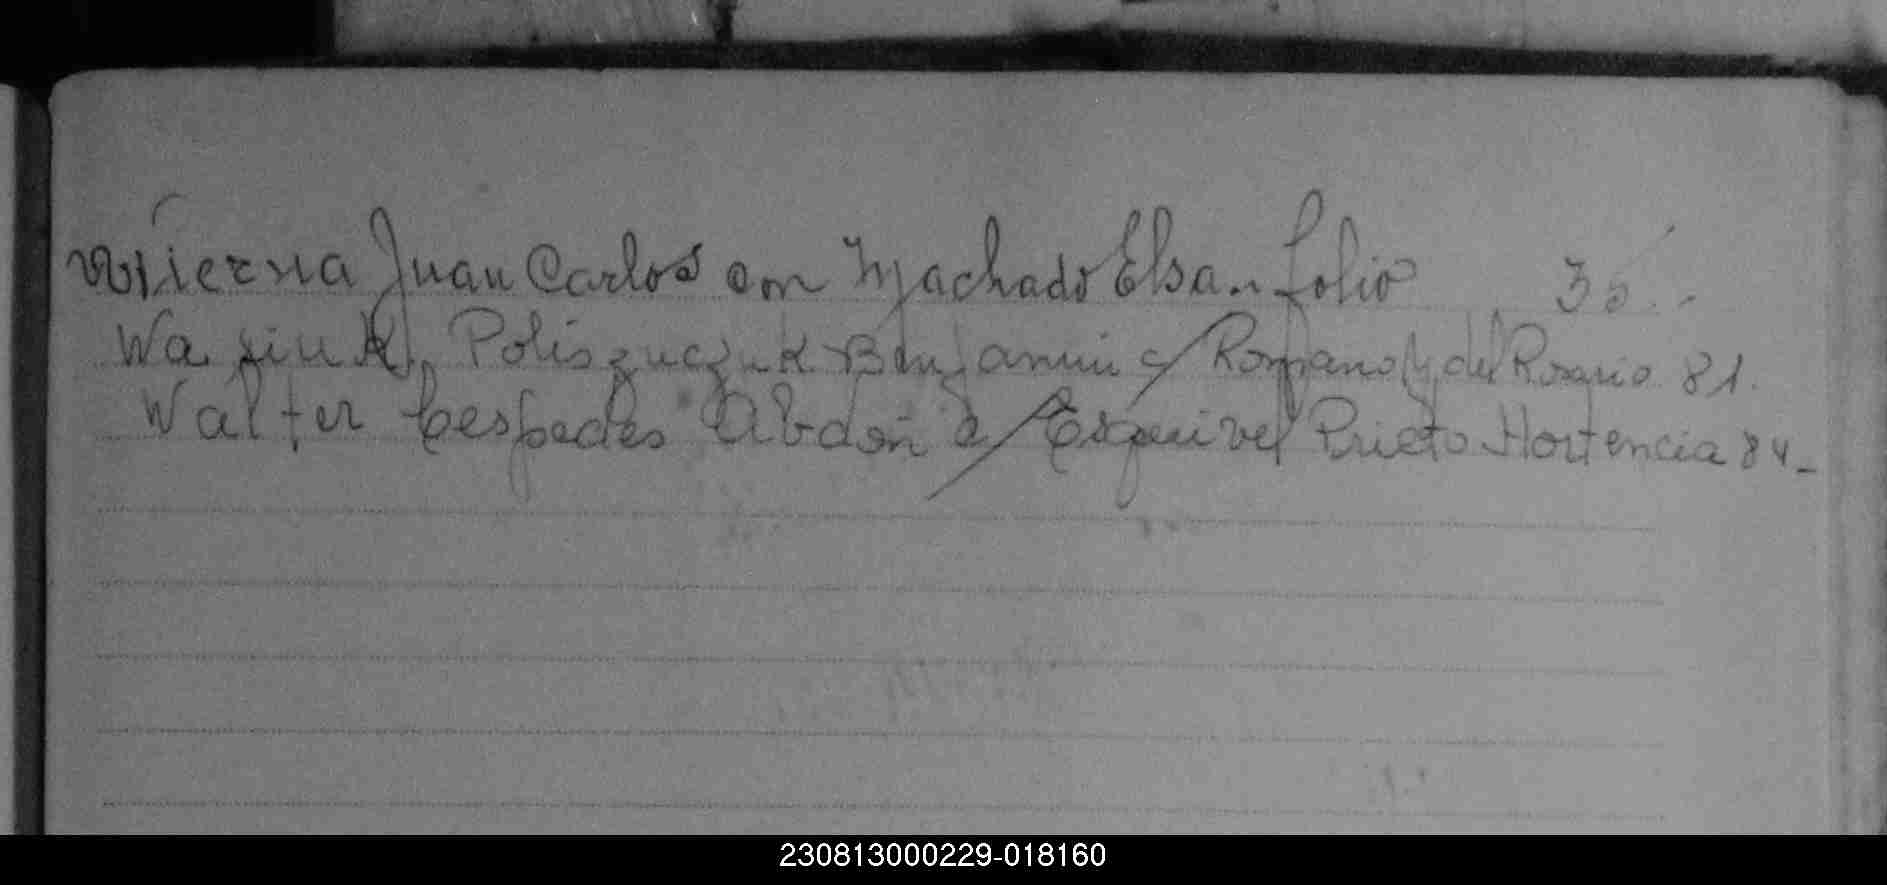 Wierna Juan Carlos con Machado Elsa. folio 35.-
Wasiuk, Poliszuczuk Benjamin c/ Romano M. del Rosario 81.
Walter Cespedes Abdon c/ Esquivel Prieto Hortencia 84-
230813000229-018160